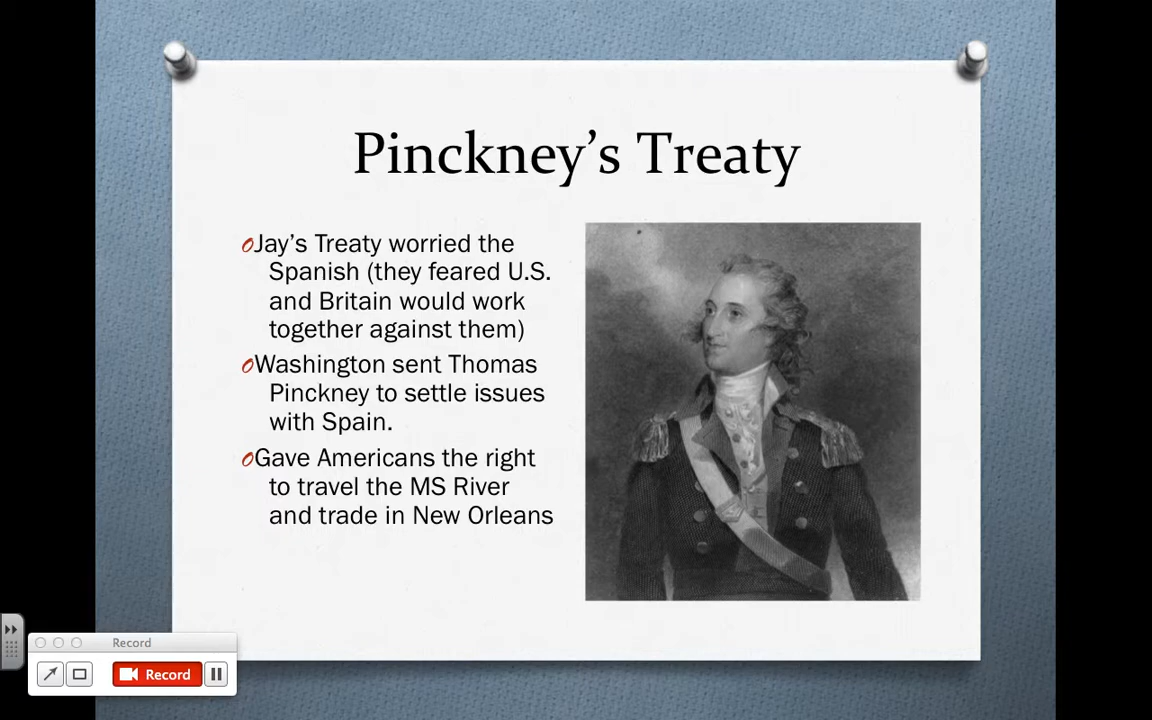 Pinckney’s Treaty
Jay’s Treaty worried the
Spanish (they feared U.S.
and Britain would work
together against them)
Washington sent Thomas
Pinckney to settle issues
with Spain.
Gave Americans the right
to travel the MS River
and trade in New Orleans
Record
Record